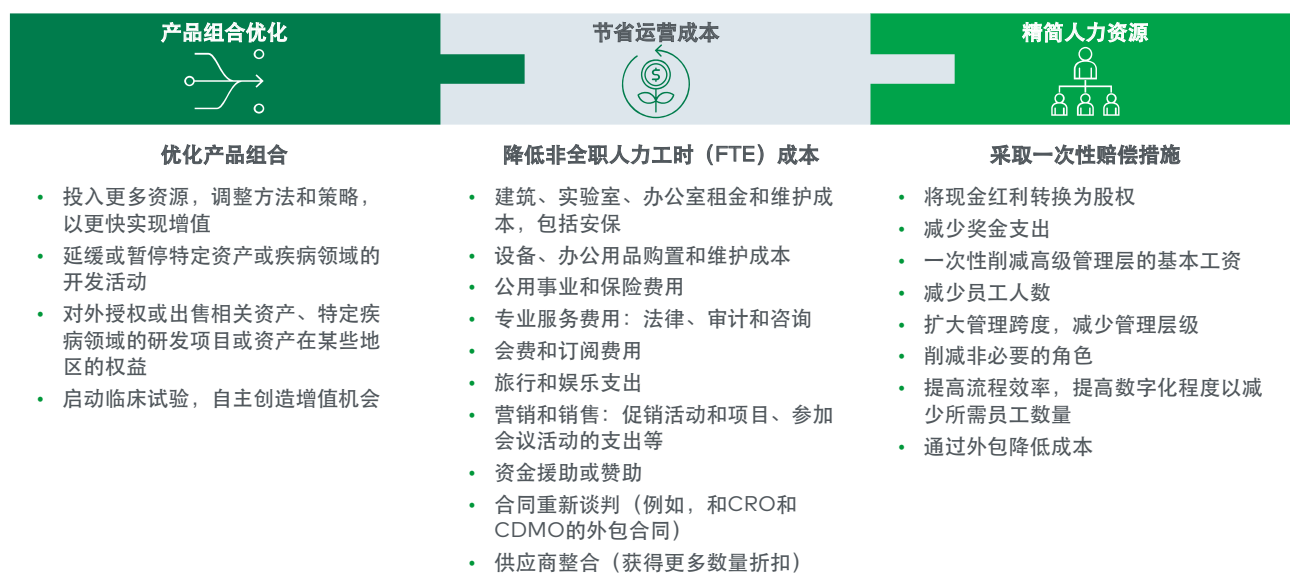 产品组合优化
优化产品组合
• 投入更多资源，调整方法和策略，
以更快实现增值
• 延缓或暂停特定资产或疾病领域的
开发活动
• 对外授权或出售相关资产、特定疾
病领域的研发项目或资产在某些地
区的权益
• 启动临床试验，自主创造增值机会
节省运营成本
$
降低非全职人力工时（FTE）成本
• 建筑、实验室、办公室租金和维护成
本，包括安保
• 设备、办公用品购置和维护成本
• 公用事业和保险费用
• 专业服务费用：法律、审计和咨询
• 会费和订阅费用
• 旅行和娱乐支出
• 营销和销售：促销活动和项目、参加
会议活动的支出等
• 资金援助或赞助
• 合同重新谈判（例如，和CRO和
CDMO的外包合同）
• 供应商整合（获得更多数量折扣）
精简人力资源
采取一次性赔偿措施
• 将现金红利转换为股权
• 减少奖金支出
• 一次性削减高级管理层的基本工资
• 减少员工人数
• 扩大管理跨度，减少管理层级
• 削减非必要的角色
• 提高流程效率，提高数字化程度以减
少所需员工数量
• 通过外包降低成本